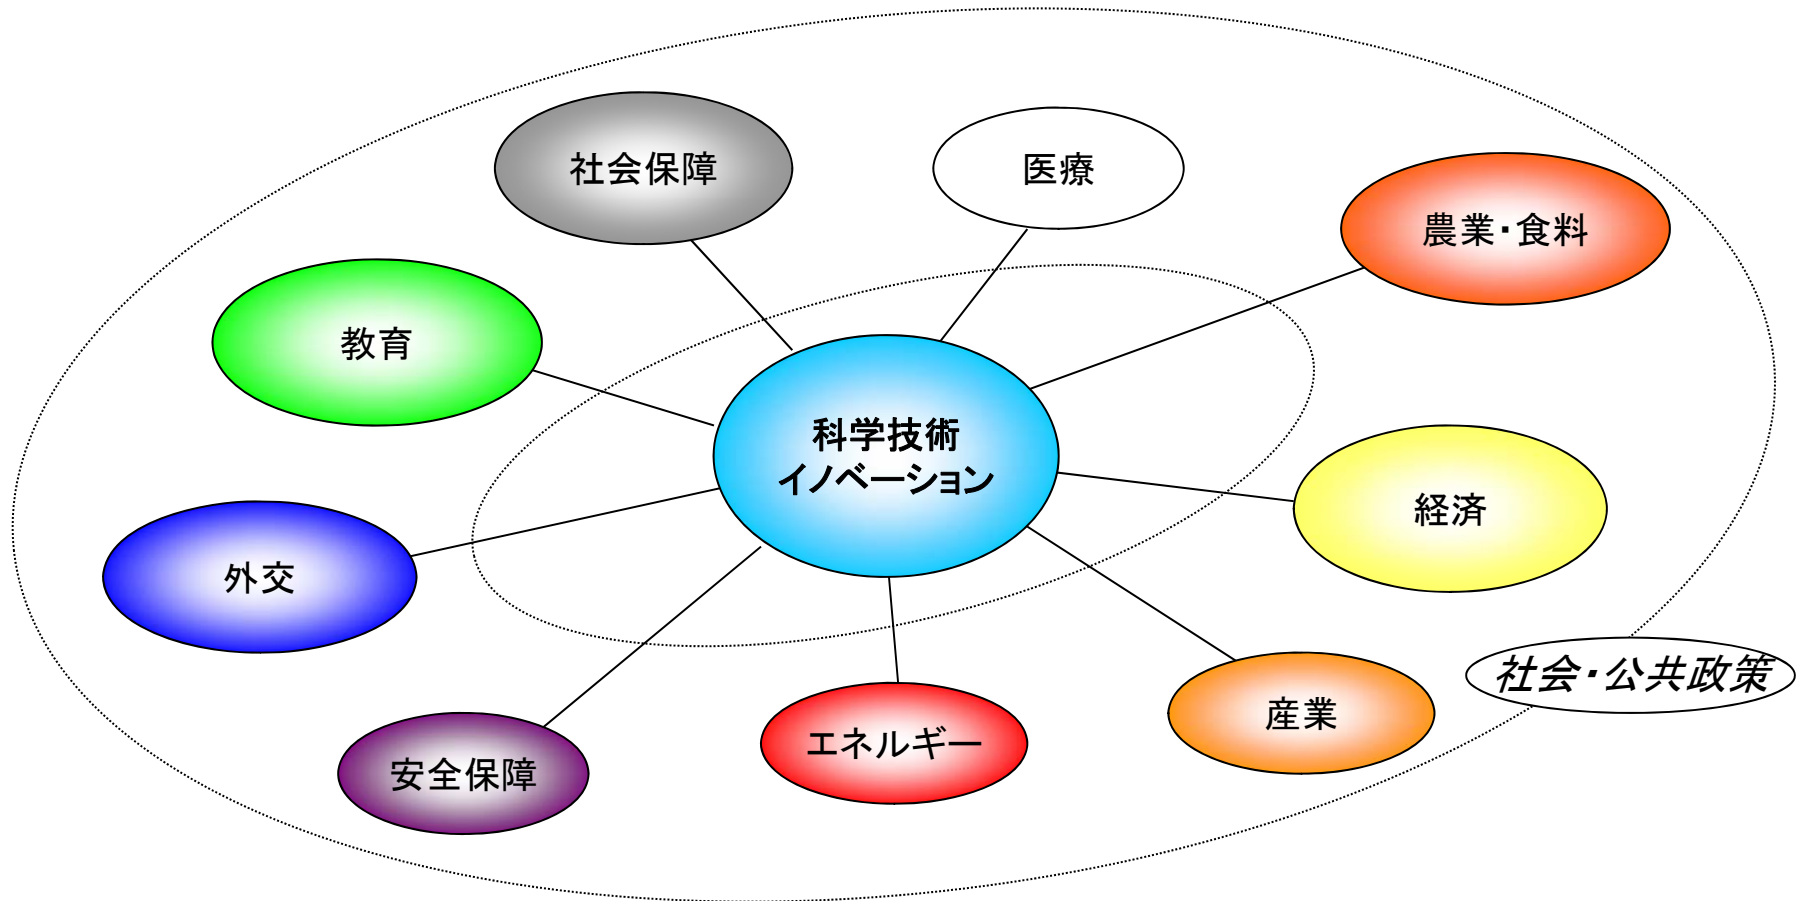 社会保障
医療
農業・食料
教育
科学技術
イノベーション
経済
外交
社会・公共政策
産業
エネルギー
安全保障